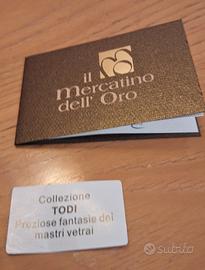 il
mercatino
dell' Oro
Collezione
TODI
Preziose fantasie dei
mastri vetrai
subito